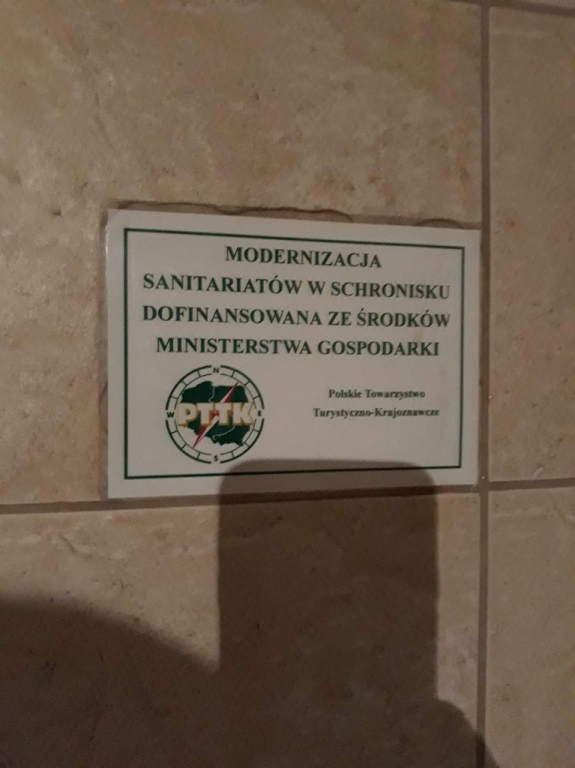 MODERNIZACJA
SANITARIATÓW W SCHRONISKU
DOFINANSOWANA ZE ŚRODKÓW
MINISTERSTWA GOSPODARKI
N
W PTTK E
S
Polskie Towarzystwo
Turystyczno-Krajoznawcze